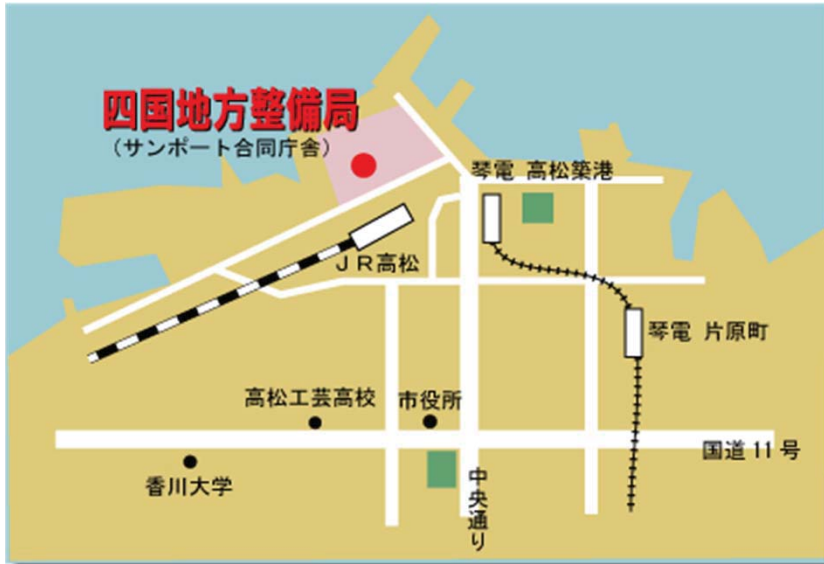 四国地方整備局
（サンポート合同庁舎）
琴電 高松築港
ＪＲ高松
琴電 片原町
高松工芸高校
市役所
国道11号
香川大学
中央通り